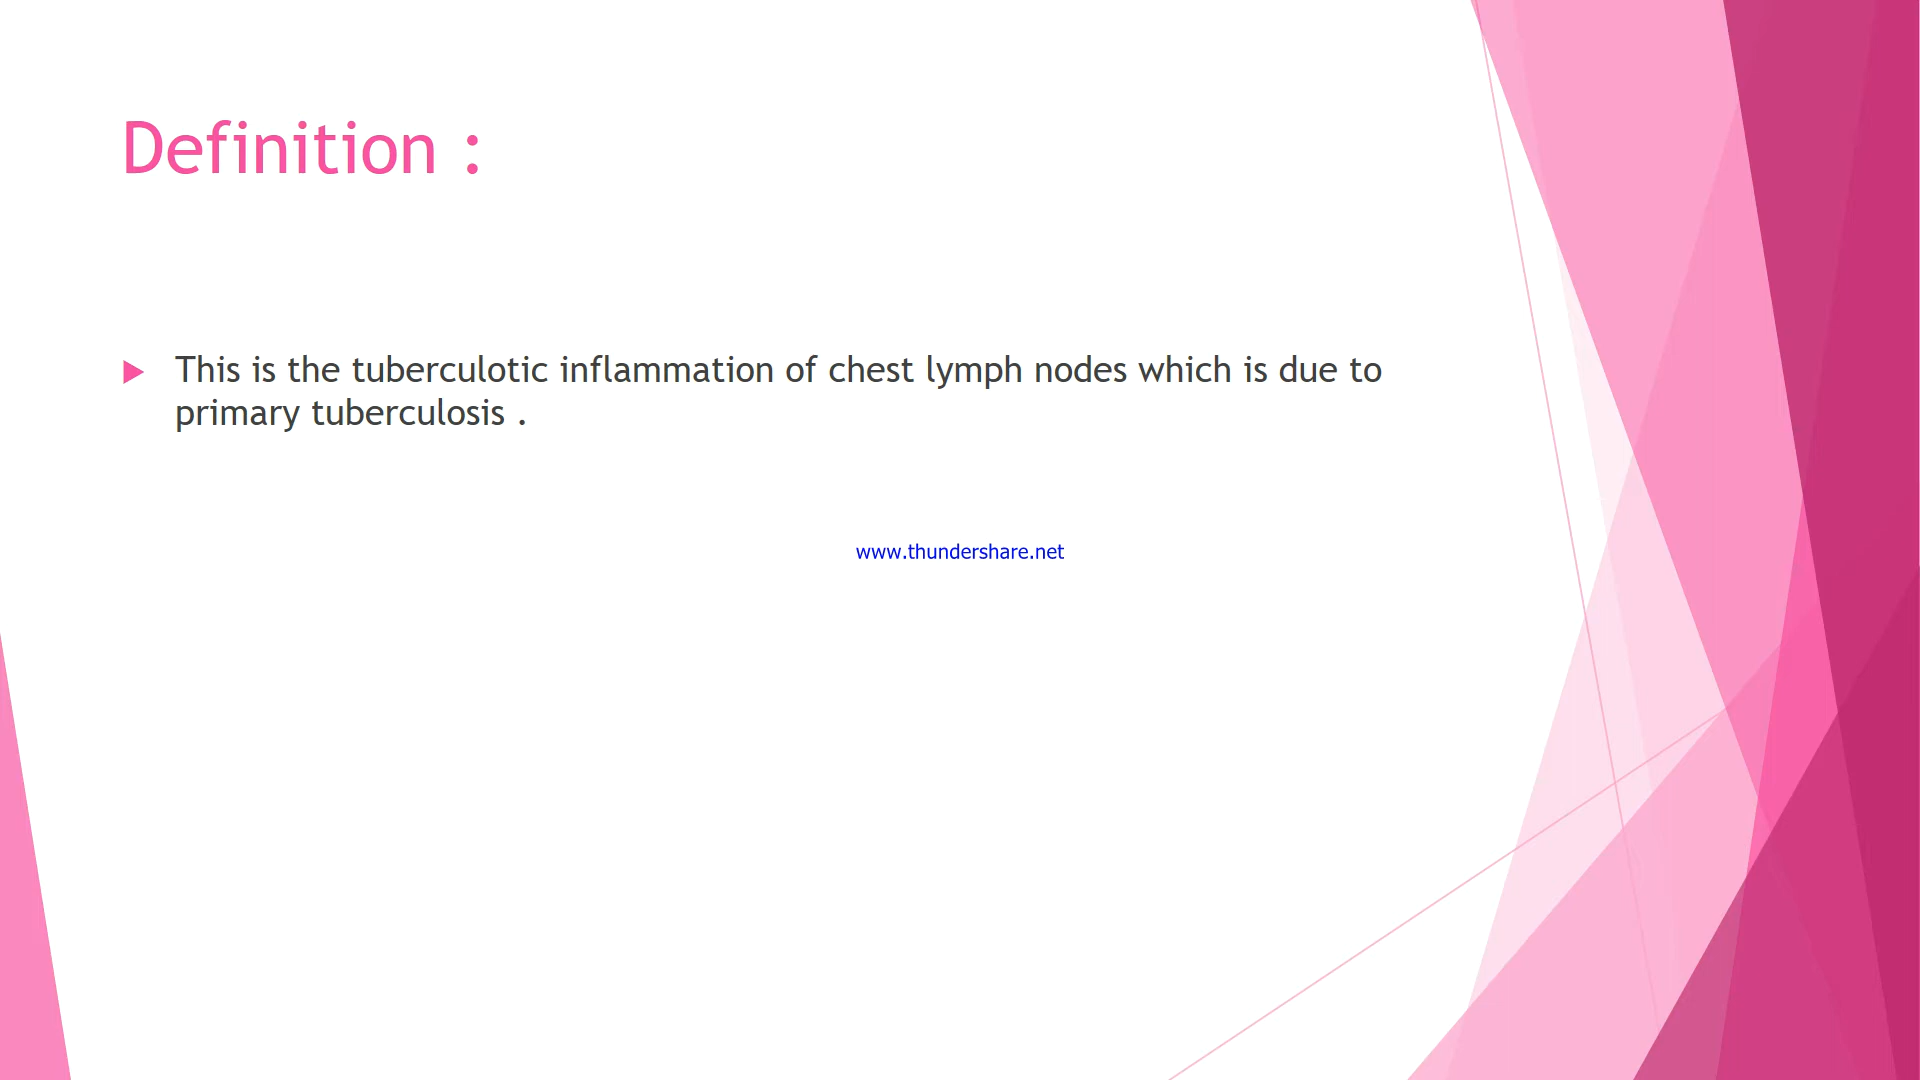 Definition :
This is the tuberculotic inflammation of chest lymph nodes which is due to
primary tuberculosis .
www.thundershare.net